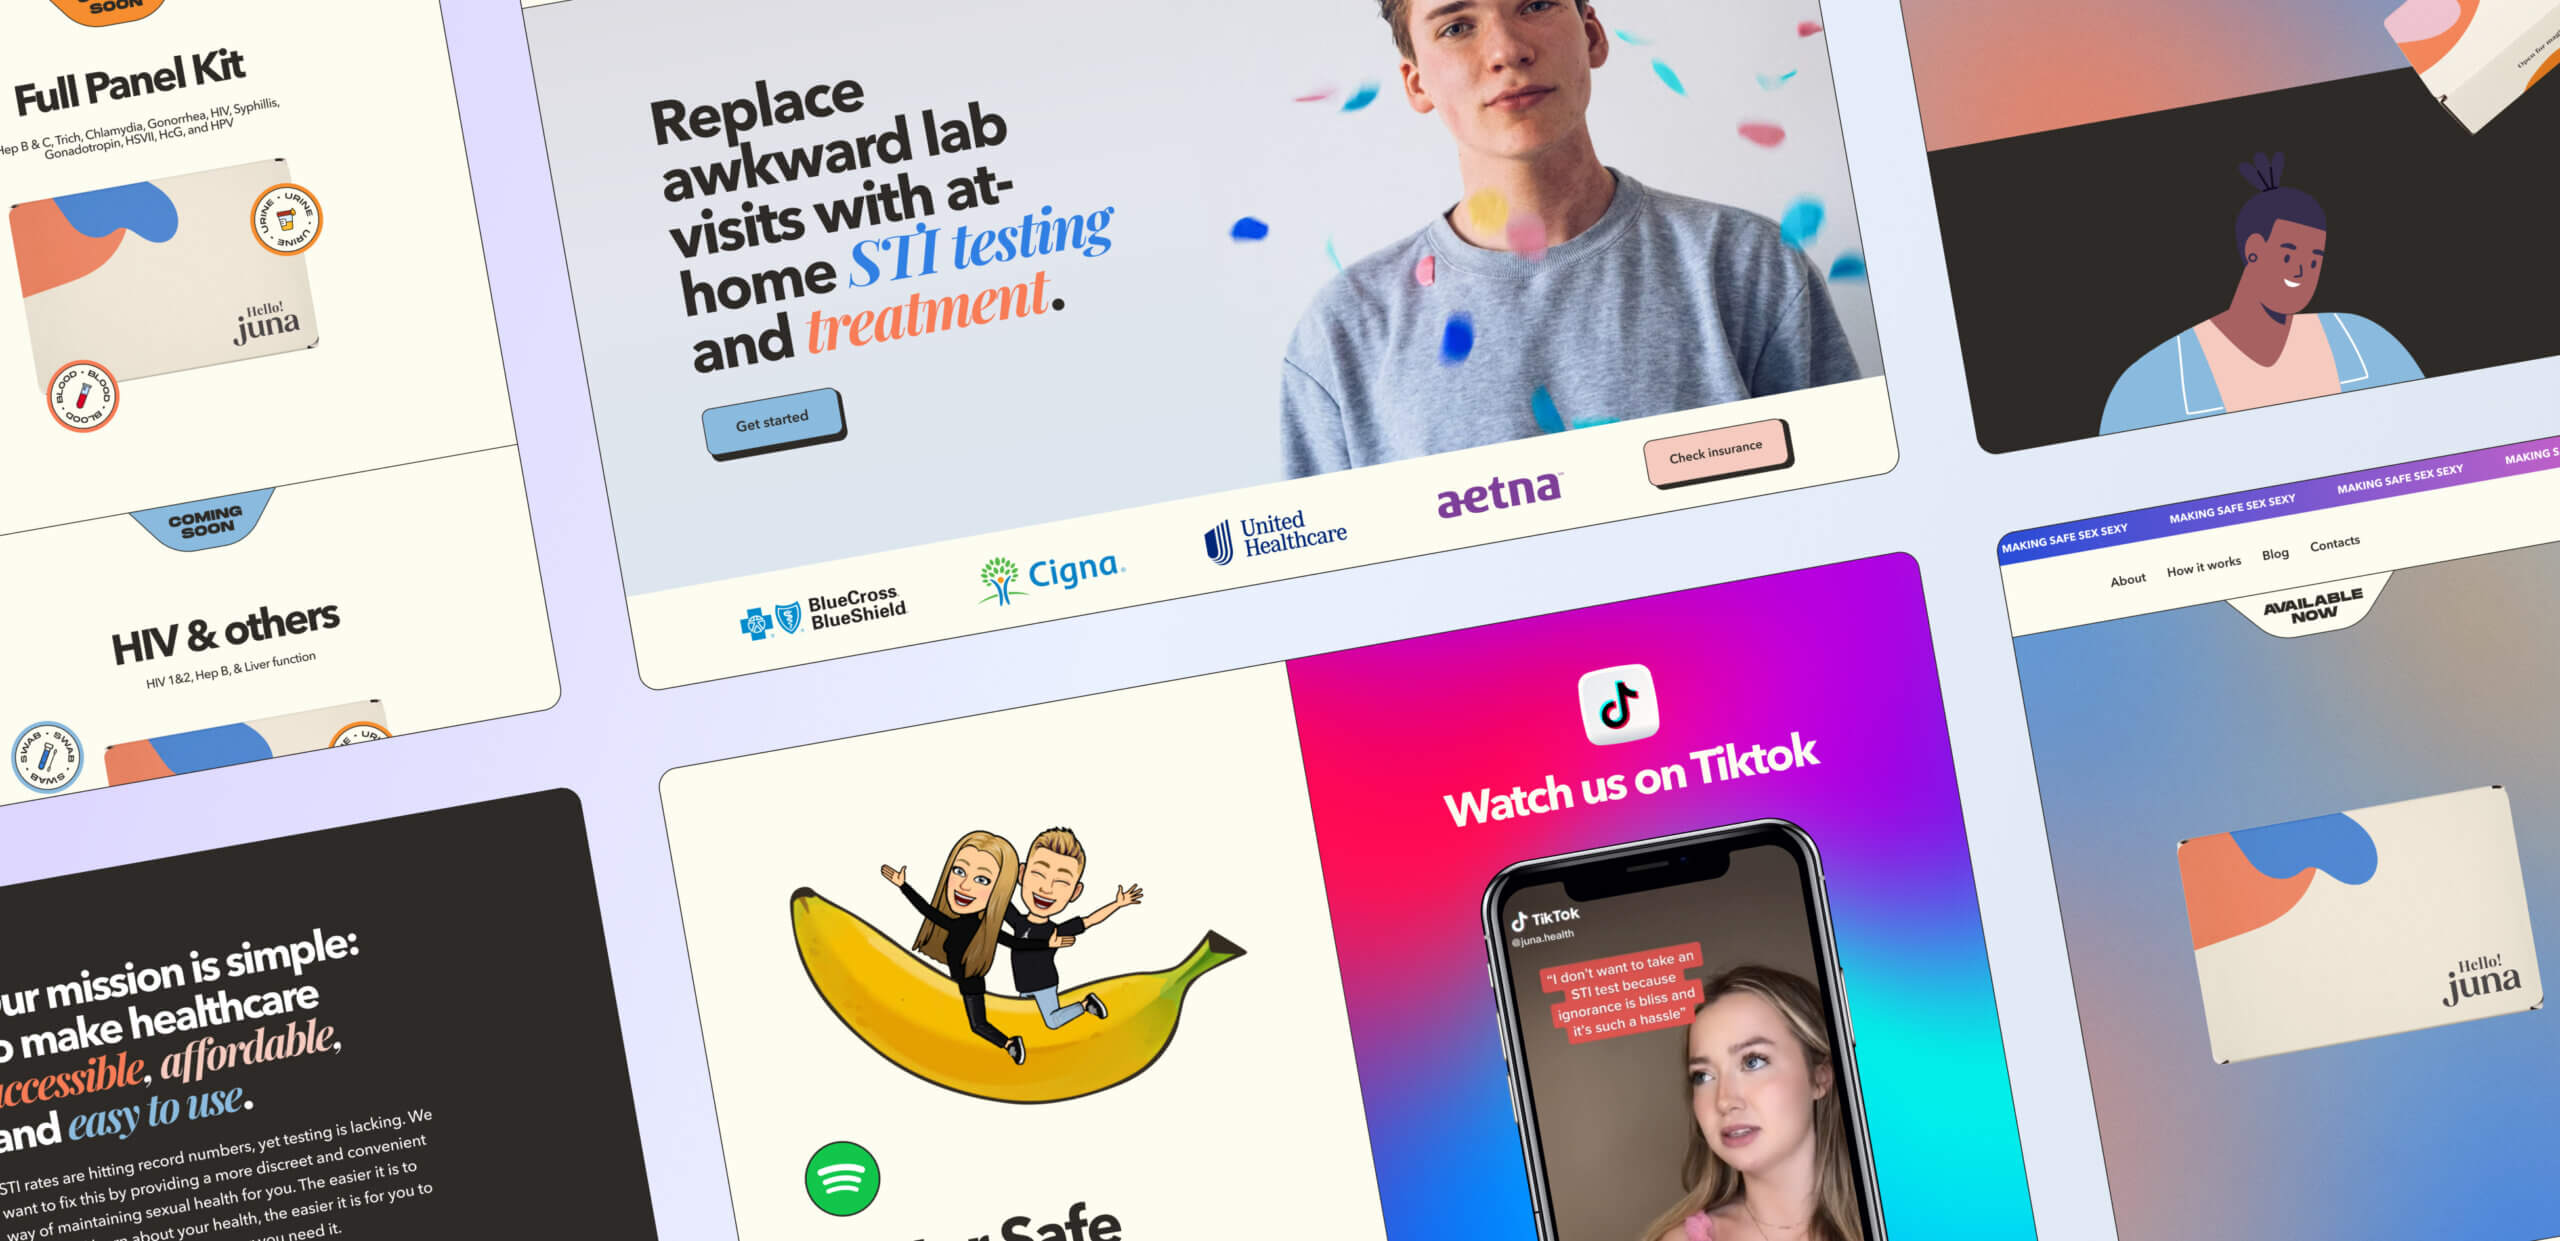 SOON
Full Panel Kit
Hep B & C, Trich, Chlamydia, Gonorrhea, HIV, Syphillis,
Gonadotropin, HSVII, HcG, and HPV
URINE • URINE • URINE •
Hello!
juna
BLOOD • BLOOD • BLOOD •
COMING
SOON
HIV & others
HIV 1&2, Hep B, & Liver function
SWAB • SWAB • SWAB •
Our mission is simple:
to make healthcare
accessible, affordable,
and easy to use.
STI rates are hitting record numbers, yet testing is lacking. We
want to fix this by providing a more discreet and convenient
way of maintaining sexual health for you. The easier it is to
about your health, the easier it is for you to
you need it.
Replace
awkward lab
visits with at-
home STI testing
and treatment.
Get started
BlueCross
BlueShield
Cigna
United
Healthcare
aetna
Check insurance
Safe
Watch us on Tiktok
TikTok
@juna.health
“I don't want to take an
STI test because
ignorance is bliss and
it's such a hassle”
Open for
MAKING SAFE SEX SEXY MAKING SAFE SEX SEXY MAKING SAFE SEX SEXY MAKING S
About How it works Blog Contacts
AVAILABLE
NOW
Hello!
juna